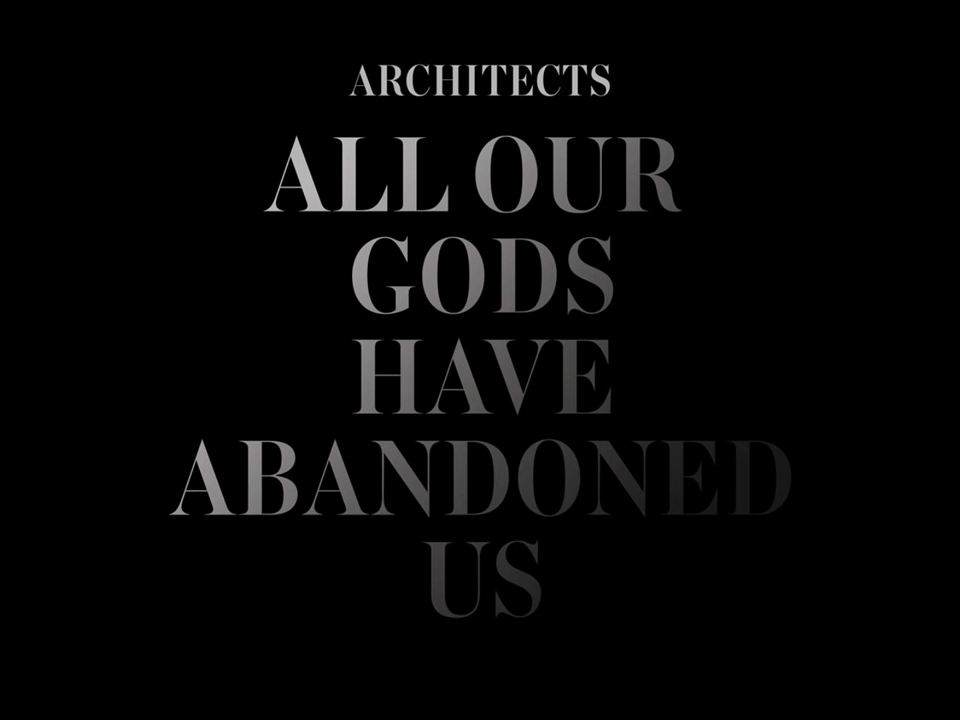 ARCHITECTS
ALL OUR
GODS
HAVE
ABANDONED
US